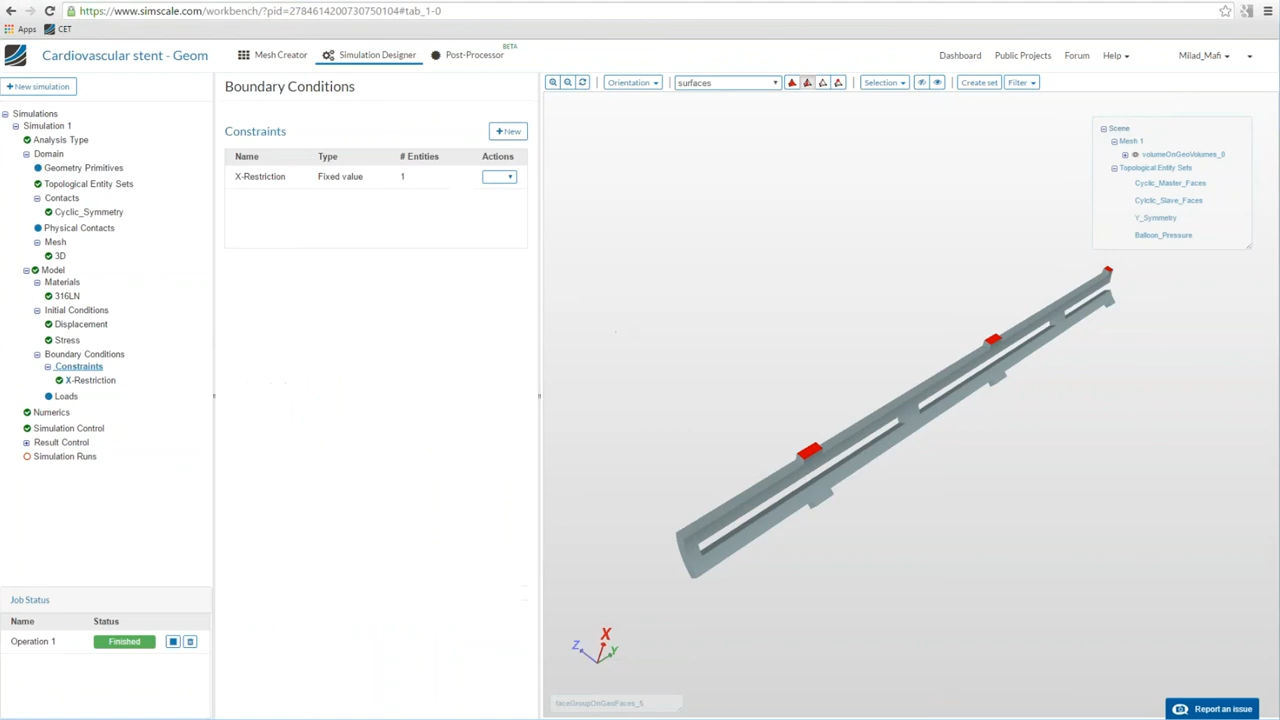 https://www.simscale.com/workbench/?pid=2784614200730750104#tab_1-0
Apps CET
Cardiovascular stent - Geom
Mesh Creator
Simulation Designer
Post-Processor
BETA
Dashboard
Public Projects
Forum
Help
Milad_Mafi
+New simulation
Simulations
Simulation 1
Analysis Type
Domain
Geometry Primitives
Topological Entity Sets
Contacts
Cyclic_Symmetry
Physical Contacts
Mesh
3D
Model
Materials
316LN
Initial Conditions
Displacement
Stress
Boundary Conditions
Constraints
X-Restriction
Loads
Numerics
Simulation Control
Result Control
Simulation Runs
Job Status
Name Status
Operation 1 Finished
Boundary Conditions
Constraints
+New
Name Type # Entities Actions
X-Restriction Fixed value 1
Orientation
surfaces
Selection
Create set
Filter
Scene
Mesh 1
volumeOnGeoVolumes_0
Topological Entity Sets
Cyclic_Master_Faces
Cylclic_Slave_Faces
Y_Symmetry
Balloon_Pressure
X
Z
Y
faceGroupOnGeoFaces_5
Report an issue